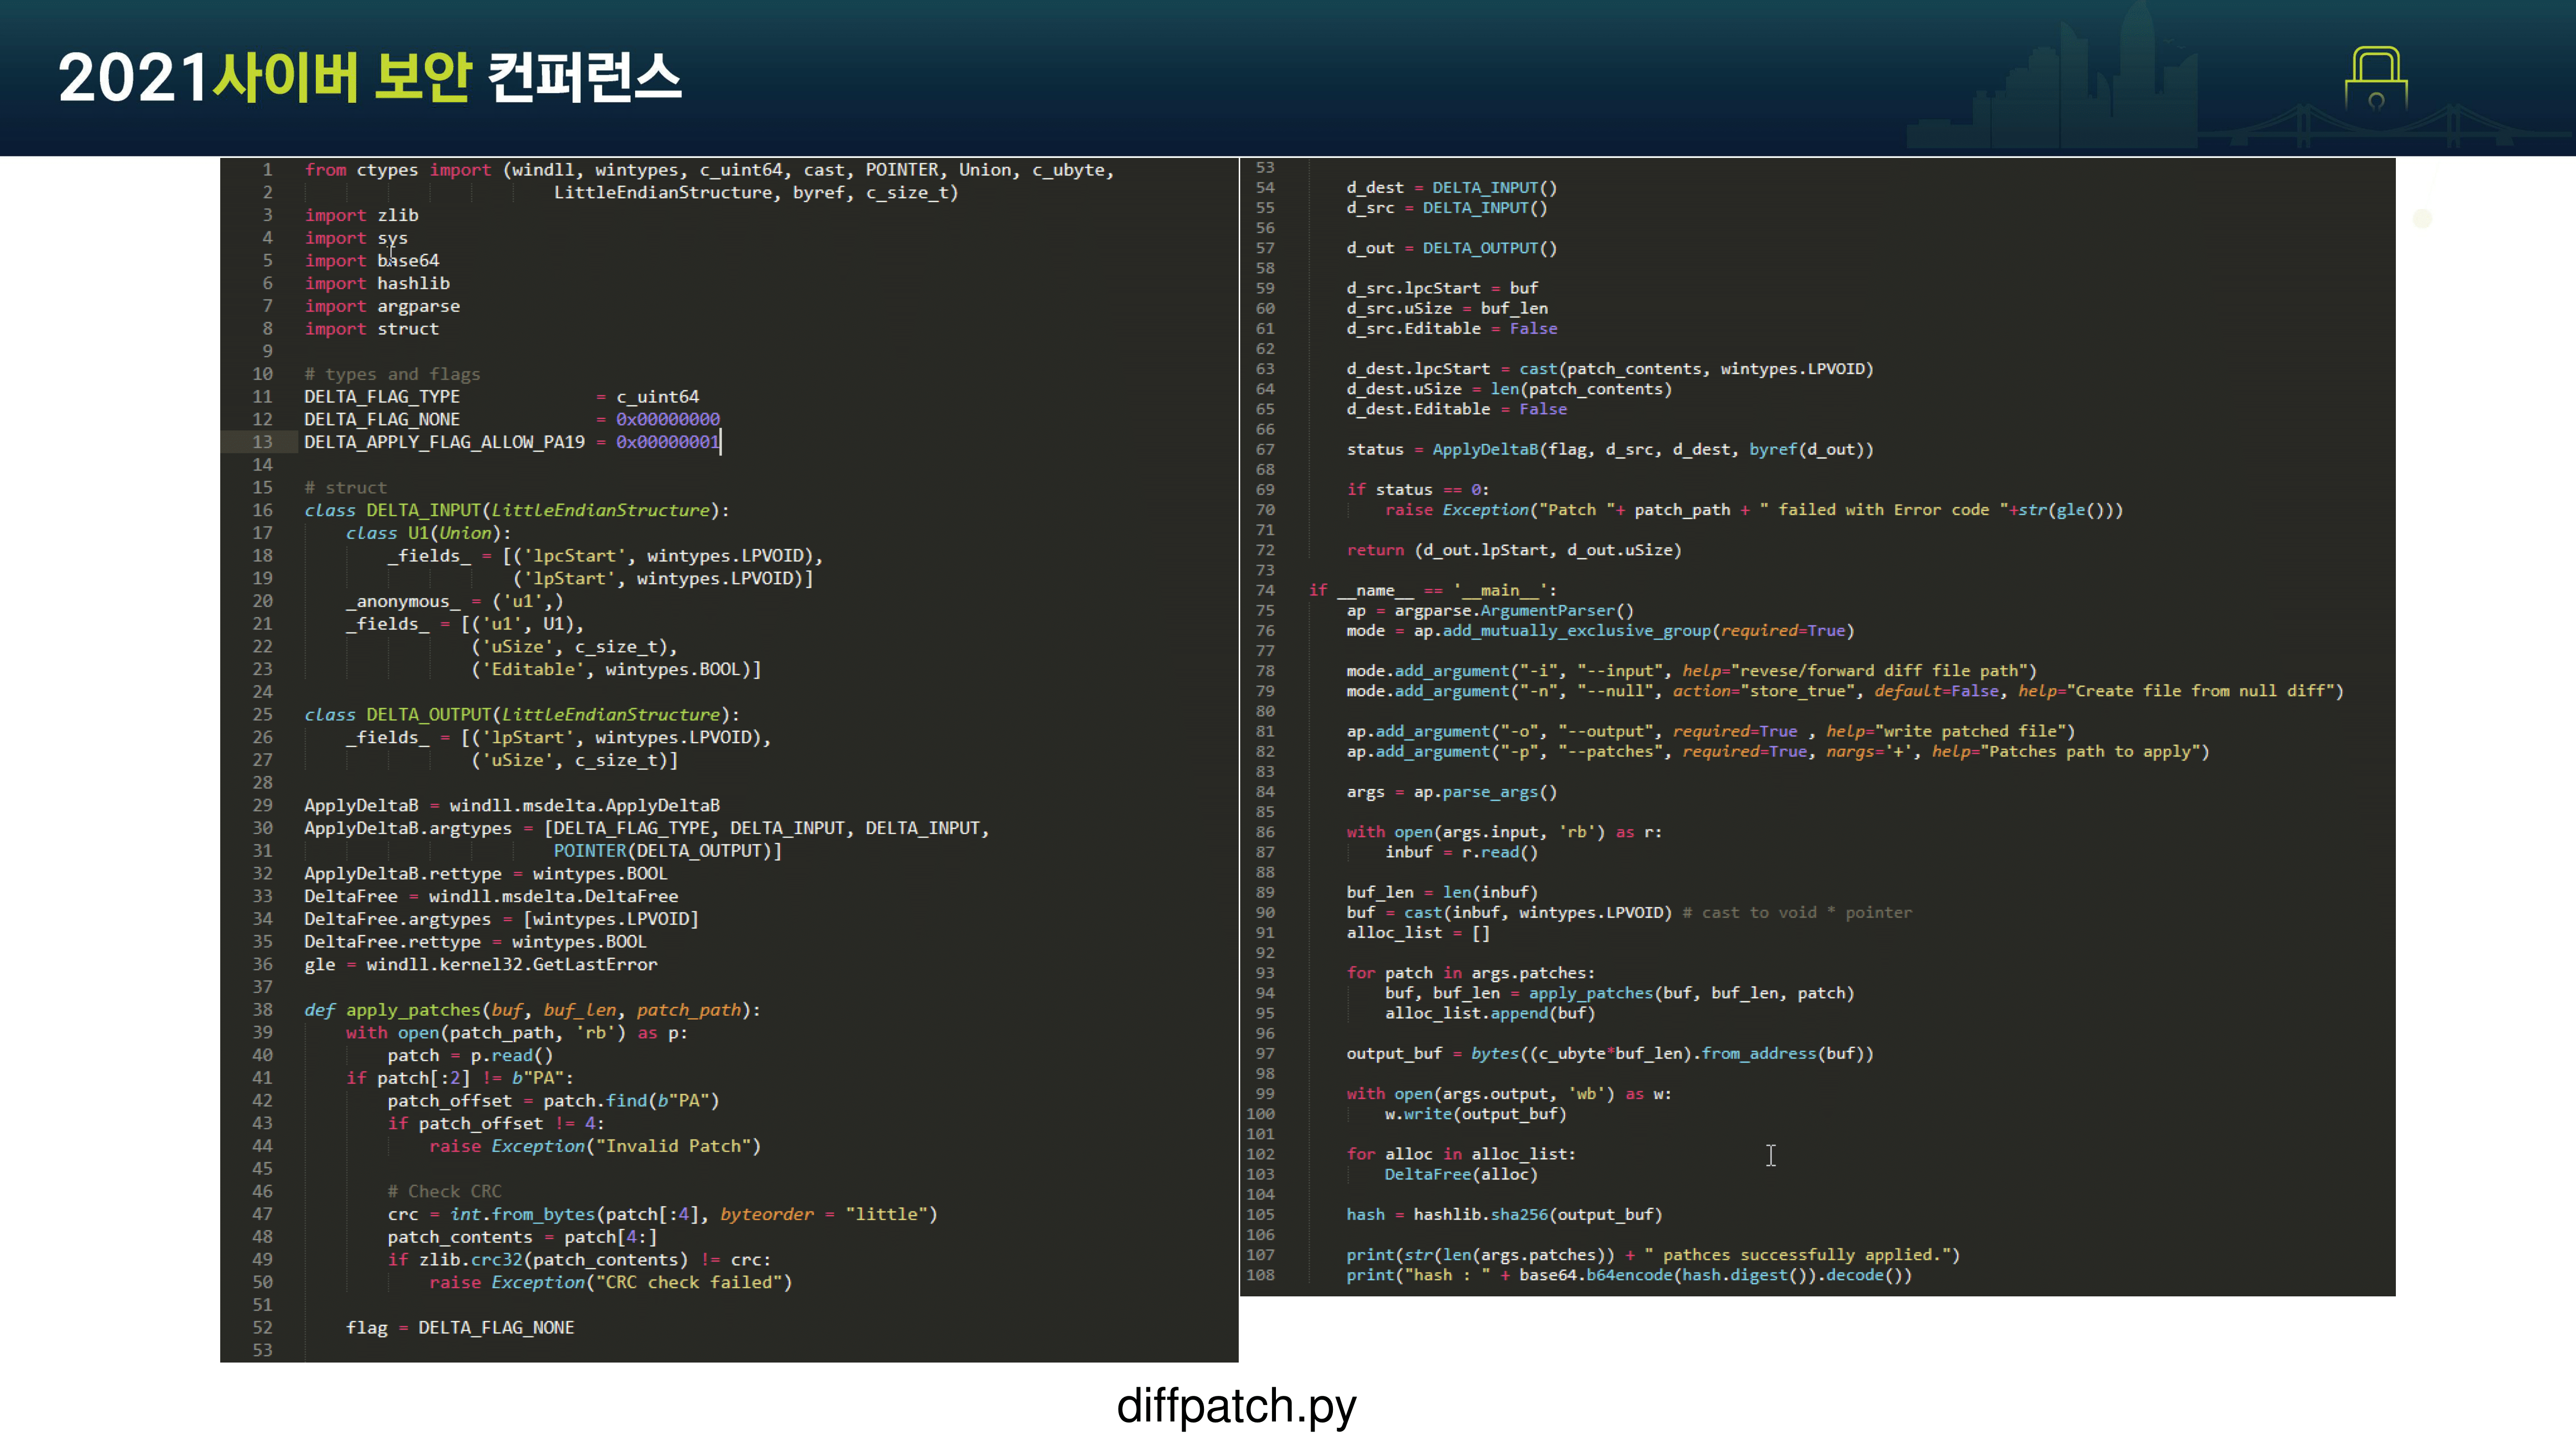 2021사이버 보안 컨퍼런스
1 from ctypes import (windll, wintypes, c_uint64, cast, POINTER, Union, c_ubyte,
2 LittleEndianStructure, byref, c_size_t)
3 import zlib
4 import sys
5 import base64
6 import hashlib
7 import argparse
8 import struct
9
10 # types and flags
11 DELTA_FLAG_TYPE = c_uint64
12 DELTA_FLAG_NONE = 0x00000000
13 DELTA_APPLY_FLAG_ALLOW_PA19 = 0x00000001
14
15 # struct
16 class DELTA_INPUT(LittleEndianStructure):
17 class U1(Union):
18 _fields_ = [('lpcStart', wintypes.LPVOID),
19 ('lpStart', wintypes.LPVOID)]
20 _anonymous_ = ('u1',)
21 _fields_ = [('u1', U1),
22 ('uSize', c_size_t),
23 ('Editable', wintypes.BOOL)]
24
25 class DELTA_OUTPUT(LittleEndianStructure):
26 _fields_ = [('lpStart', wintypes.LPVOID),
27 ('uSize', c_size_t)]
28
29 ApplyDeltaB = windll.msdelta.ApplyDeltaB
30 ApplyDeltaB.argtypes = [DELTA_FLAG_TYPE, DELTA_INPUT, DELTA_INPUT,
31 POINTER(DELTA_OUTPUT)]
32 ApplyDeltaB.rettype = wintypes.BOOL
33 DeltaFree = windll.msdelta.DeltaFree
34 DeltaFree.argtypes = [wintypes.LPVOID]
35 DeltaFree.rettype = wintypes.BOOL
36 gle = windll.kernel32.GetLastError
37
38 def apply_patches(buf, buf_len, patch_path):
39 with open(patch_path, 'rb') as p:
40 patch = p.read()
41 if patch[:2] != b"PA":
42 patch_offset = patch.find(b"PA")
43 if patch_offset != 4:
44 raise Exception("Invalid Patch")
45
46 # Check CRC
47 crc = int.from_bytes(patch[:4], byteorder = "little")
48 patch_contents = patch[4:]
49 if zlib.crc32(patch_contents) != crc:
50 raise Exception("CRC check failed")
51
52 flag = DELTA_FLAG_NONE
53
53
54 d_dest = DELTA_INPUT()
55 d_src = DELTA_INPUT()
56
57 d_out = DELTA_OUTPUT()
58
59 d_src.lpcStart = buf
60 d_src.uSize = buf_len
61 d_src.Editable = False
62
63 d_dest.lpcStart = cast(patch_contents, wintypes.LPVOID)
64 d_dest.uSize = len(patch_contents)
65 d_dest.Editable = False
66
67 status = ApplyDeltaB(flag, d_src, d_dest, byref(d_out))
68
69 if status == 0:
70 raise Exception("Patch "+ patch_path + " failed with Error code "+str(gle()))
71
72 return (d_out.lpStart, d_out.uSize)
73
74 if __name__ == '__main__':
75 ap = argparse.ArgumentParser()
76 mode = ap.add_mutually_exclusive_group(required=True)
77
78 mode.add_argument("-i", "--input", help="revese/forward diff file path")
79 mode.add_argument("-n", "--null", action="store_true", default=False, help="Create file from null diff")
80
81 ap.add_argument("-o", "--output", required=True , help="write patched file")
82 ap.add_argument("-p", "--patches", required=True, nargs='+', help="Patches path to apply")
83
84 args = ap.parse_args()
85
86 with open(args.input, 'rb') as r:
87 inbuf = r.read()
88
89 buf_len = len(inbuf)
90 buf = cast(inbuf, wintypes.LPVOID) # cast to void * pointer
91 alloc_list = []
92
93 for patch in args.patches:
94 buf, buf_len = apply_patches(buf, buf_len, patch)
95 alloc_list.append(buf)
96
97 output_buf = bytes((c_ubyte*buf_len).from_address(buf))
98
99 with open(args.output, 'wb') as w:
100 w.write(output_buf)
101
102 for alloc in alloc_list:
103 DeltaFree(alloc)
104
105 hash = hashlib.sha256(output_buf)
106
107 print(str(len(args.patches)) + " pathces successfully applied.")
108 print("hash : " + base64.b64encode(hash.digest()).decode())
diffpatch.py